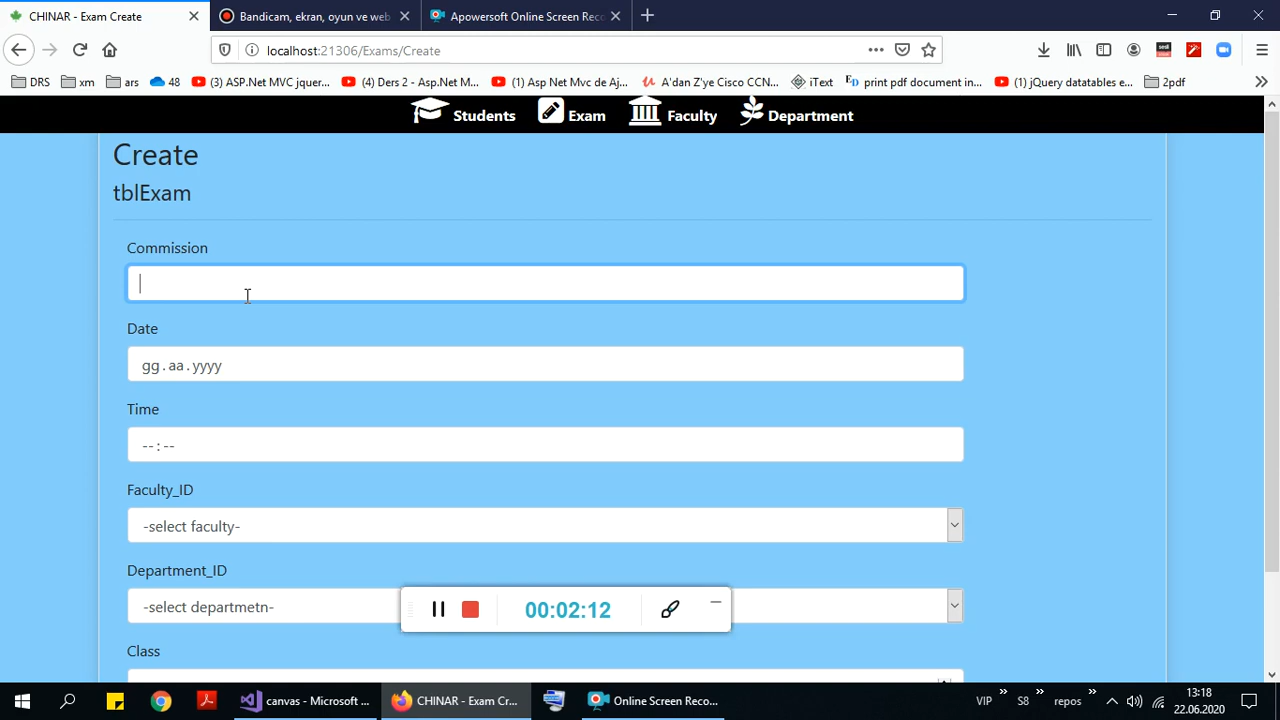 CHINAR - Exam Create
Bandicam, ekran, oyun ve web
Apowersoft Online Screen Reco
localhost:21306/Exams/Create
DRS
xm
ars
48
(3) ASP.Net MVC jquer...
(4) Ders 2 - Asp.Net M...
(1) Asp Net Mvc de Aj...
A'dan Z'ye Cisco CCN...
iText
print pdf document in...
(1) jQuery datatables e...
2pdf
Students
Exam
Faculty
Department
Create
tblExam
Commission
Date
gg.aa.yyyy
Time
--:--
Faculty_ID
-select faculty-
Department_ID
-select departmetn-
00:02:12
Class
canvas - Microsoft ...
CHINAR - Exam Cr...
Online Screen Reco...
VIP
S8
repos
13:18
22.06.2020